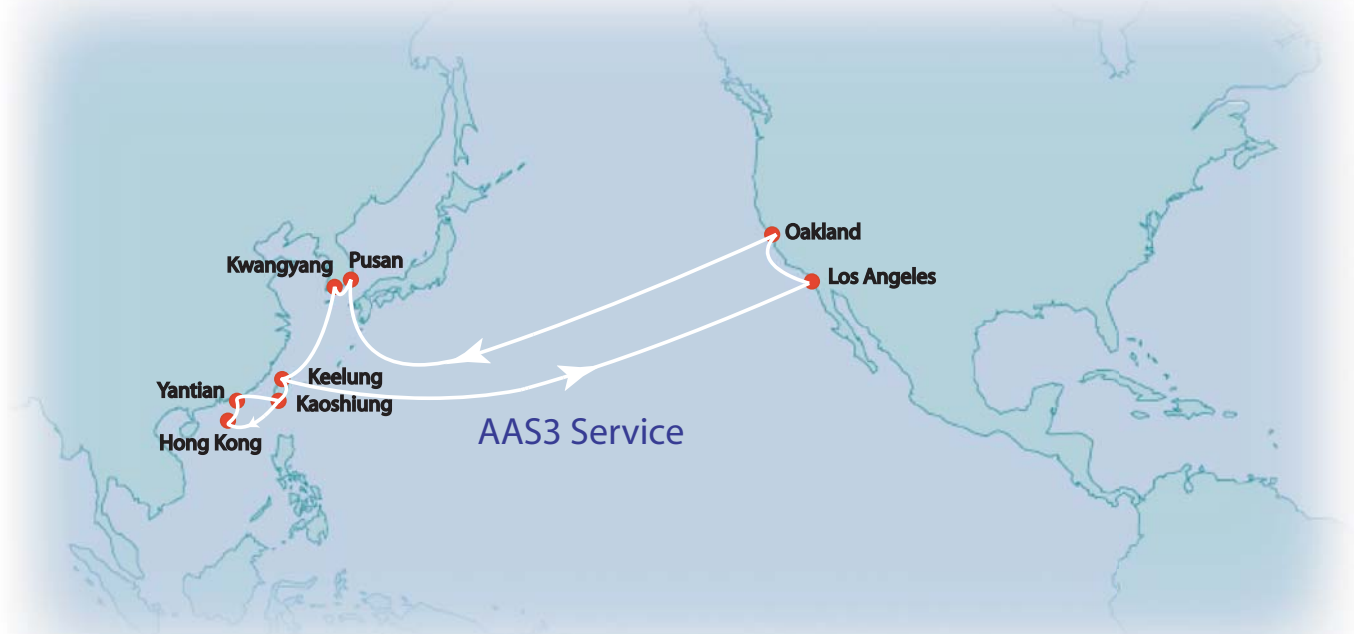 Oakland
Pusan
Kwangyang
Los Angeles
Keelung
Yantian
Kaoshiung
AAS3 Service
Hong Kong